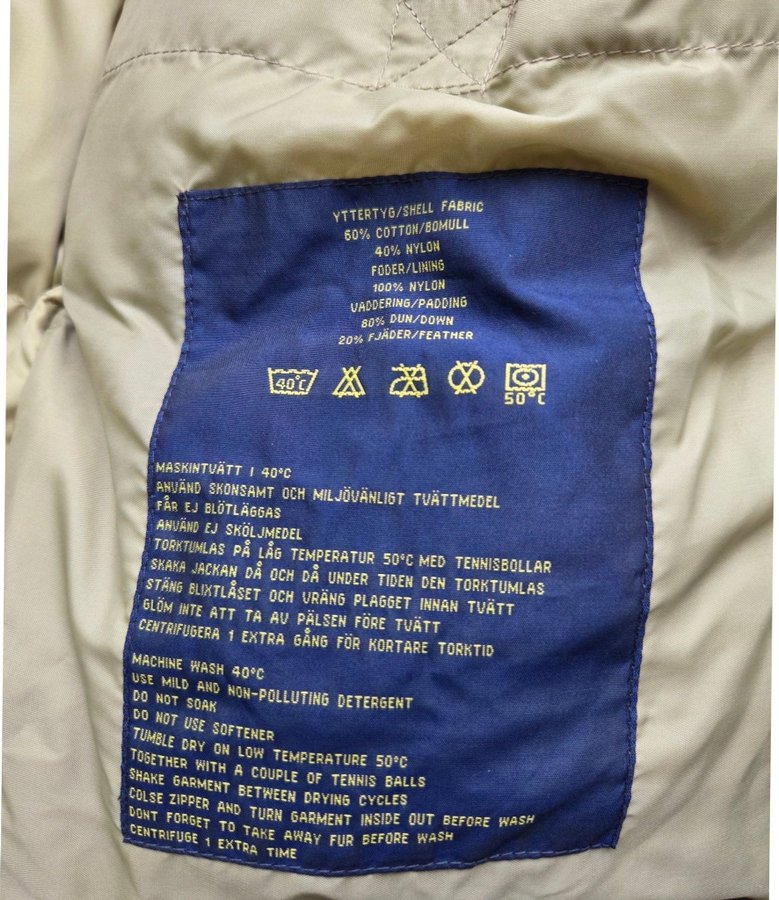 YTTERTYG/SHELL FABRIC
60% COTTON/BOMULL
40% NYLON
FODER/LINING
100% NYLON
VADDERING/PADDING
80% DUN/DOWN
20% FJÄDER/FEATHER
40°C
50°C
MASKINTVÄTT I 40°C
ANVÄND SKONSAMT OCH MILJÖVÄNLIGT TVÄTTMEDEL
FÅR EJ BLÖTLÄGGAS
ANVÄND EJ SKÖLJMEDEL
TORKTUMLAS PÅ LÅG TEMPERATUR 50°C MED TENNISBOLLAR
SKAKA JACKAN DÅ OCH DÅ UNDER TIDEN DEN TORKTUMLAS
STÄNG BLIXTLÅSET OCH VRÄNG PLAGGET INNAN TVÄTT
GLÖM INTE ATT TA AV PÄLSEN FÖRE TVÄTT
CENTRIFUGERA 1 EXTRA GÅNG FÖR KORTARE TORKTID
MACHINE WASH 40°C
USE MILD AND NON-POLLUTING DETERGENT
DO NOT SOAK
DO NOT USE SOFTENER
TUMBLE DRY ON LOW TEMPERATURE 50°C
TOGETHER WITH A COUPLE OF TENNIS BALLS
SHAKE GARMENT BETWEEN DRYING CYCLES
COLSE ZIPPER AND TURN GARMENT INSIDE OUT BEFORE WASH
DONT FORGET TO TAKE AWAY FUR BEFORE WASH
CENTRIFUGE 1 EXTRA TIME